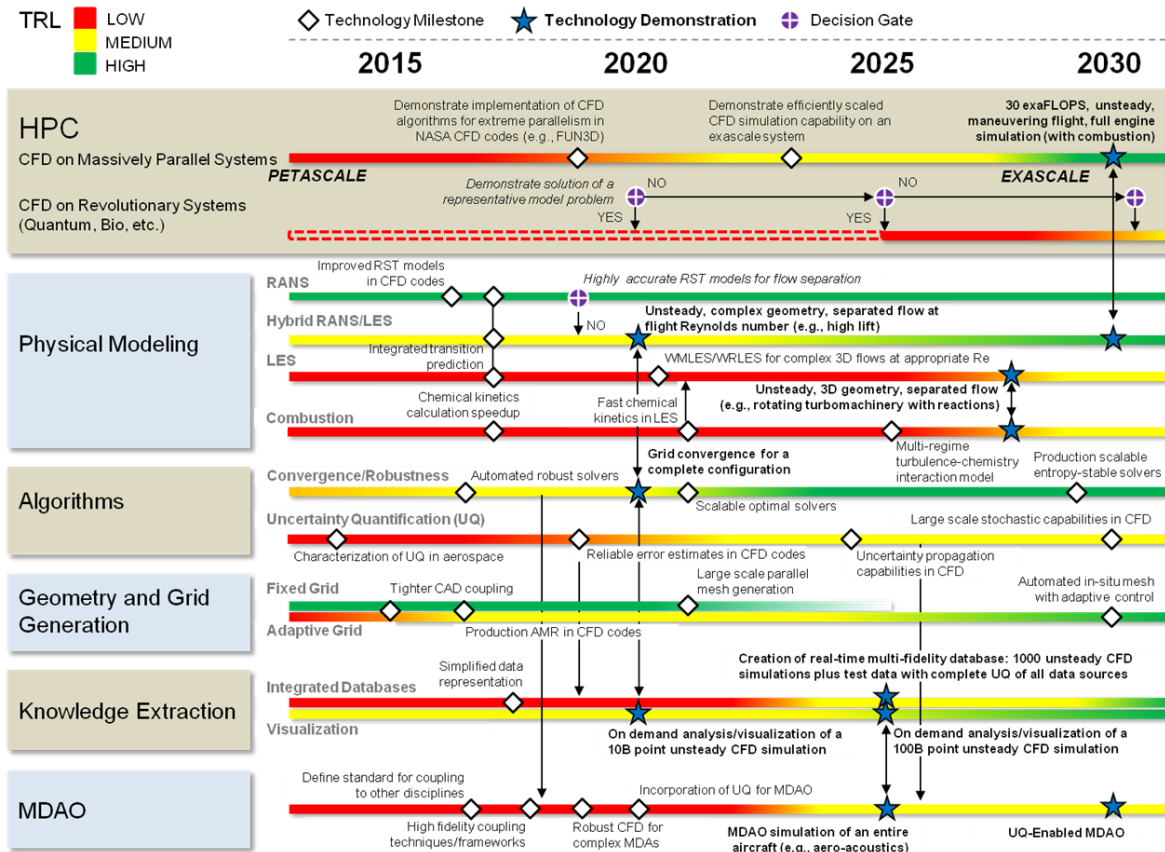 TRL
LOW
MEDIUM
HIGH
Technology Milestone
Technology Demonstration
Decision Gate
2015
2020
2025
2030
HPC
CFD on Massively Parallel Systems
Demonstrate implementation of CFD
algorithms for extreme parallelism in
NASA CFD codes (e.g., FUN3D)
Demonstrate efficiently scaled
CFD simulation capability on an
exascale system
30 exaFLOPS, unsteady,
maneuvering flight, full engine
simulation (with combustion)
PETASCALE
EXASCALE
CFD on Revolutionary Systems
(Quantum, Bio, etc.)
Demonstrate solution of a
representative model problem
NO
NO
YES
YES
Physical Modeling
RANS
Improved RST models
in CFD codes
Highly accurate RST models for flow separation
Hybrid RANS/LES
NO
Unsteady, complex geometry, separated flow at
flight Reynolds number (e.g., high lift)
Integrated transition
prediction
LES
WMLES/WRLES for complex 3D flows at appropriate Re
Chemical kinetics
calculation speedup
Fast chemical
kinetics in LES
Unsteady, 3D geometry, separated flow
(e.g., rotating turbomachinery with reactions)
Combustion
Grid convergence for a
complete configuration
Multi-regime
turbulence-chemistry
interaction model
Production scalable
entropy-stable solvers
Algorithms
Convergence/Robustness
Automated robust solvers
Scalable optimal solvers
Uncertainty Quantification (UQ)
Large scale stochastic capabilities in CFD
Characterization of UQ in aerospace
Reliable error estimates in CFD codes
Uncertainty propagation
capabilities in CFD
Geometry and Grid
Generation
Fixed Grid
Tighter CAD coupling
Large scale parallel
mesh generation
Automated in-situ mesh
with adaptive control
Adaptive Grid
Production AMR in CFD codes
Knowledge Extraction
Integrated Databases
Simplified data
representation
Creation of real-time multi-fidelity database: 1000 unsteady CFD
simulations plus test data with complete UQ of all data sources
Visualization
On demand analysis/visualization of a
10B point unsteady CFD simulation
On demand analysis/visualization of a
100B point unsteady CFD simulation
MDAO
Define standard for coupling
to other disciplines
Incorporation of UQ for MDAO
High fidelity coupling
techniques/frameworks
Robust CFD for
complex MDAs
MDAO simulation of an entire
aircraft (e.g., aero-acoustics)
UQ-Enabled MDAO